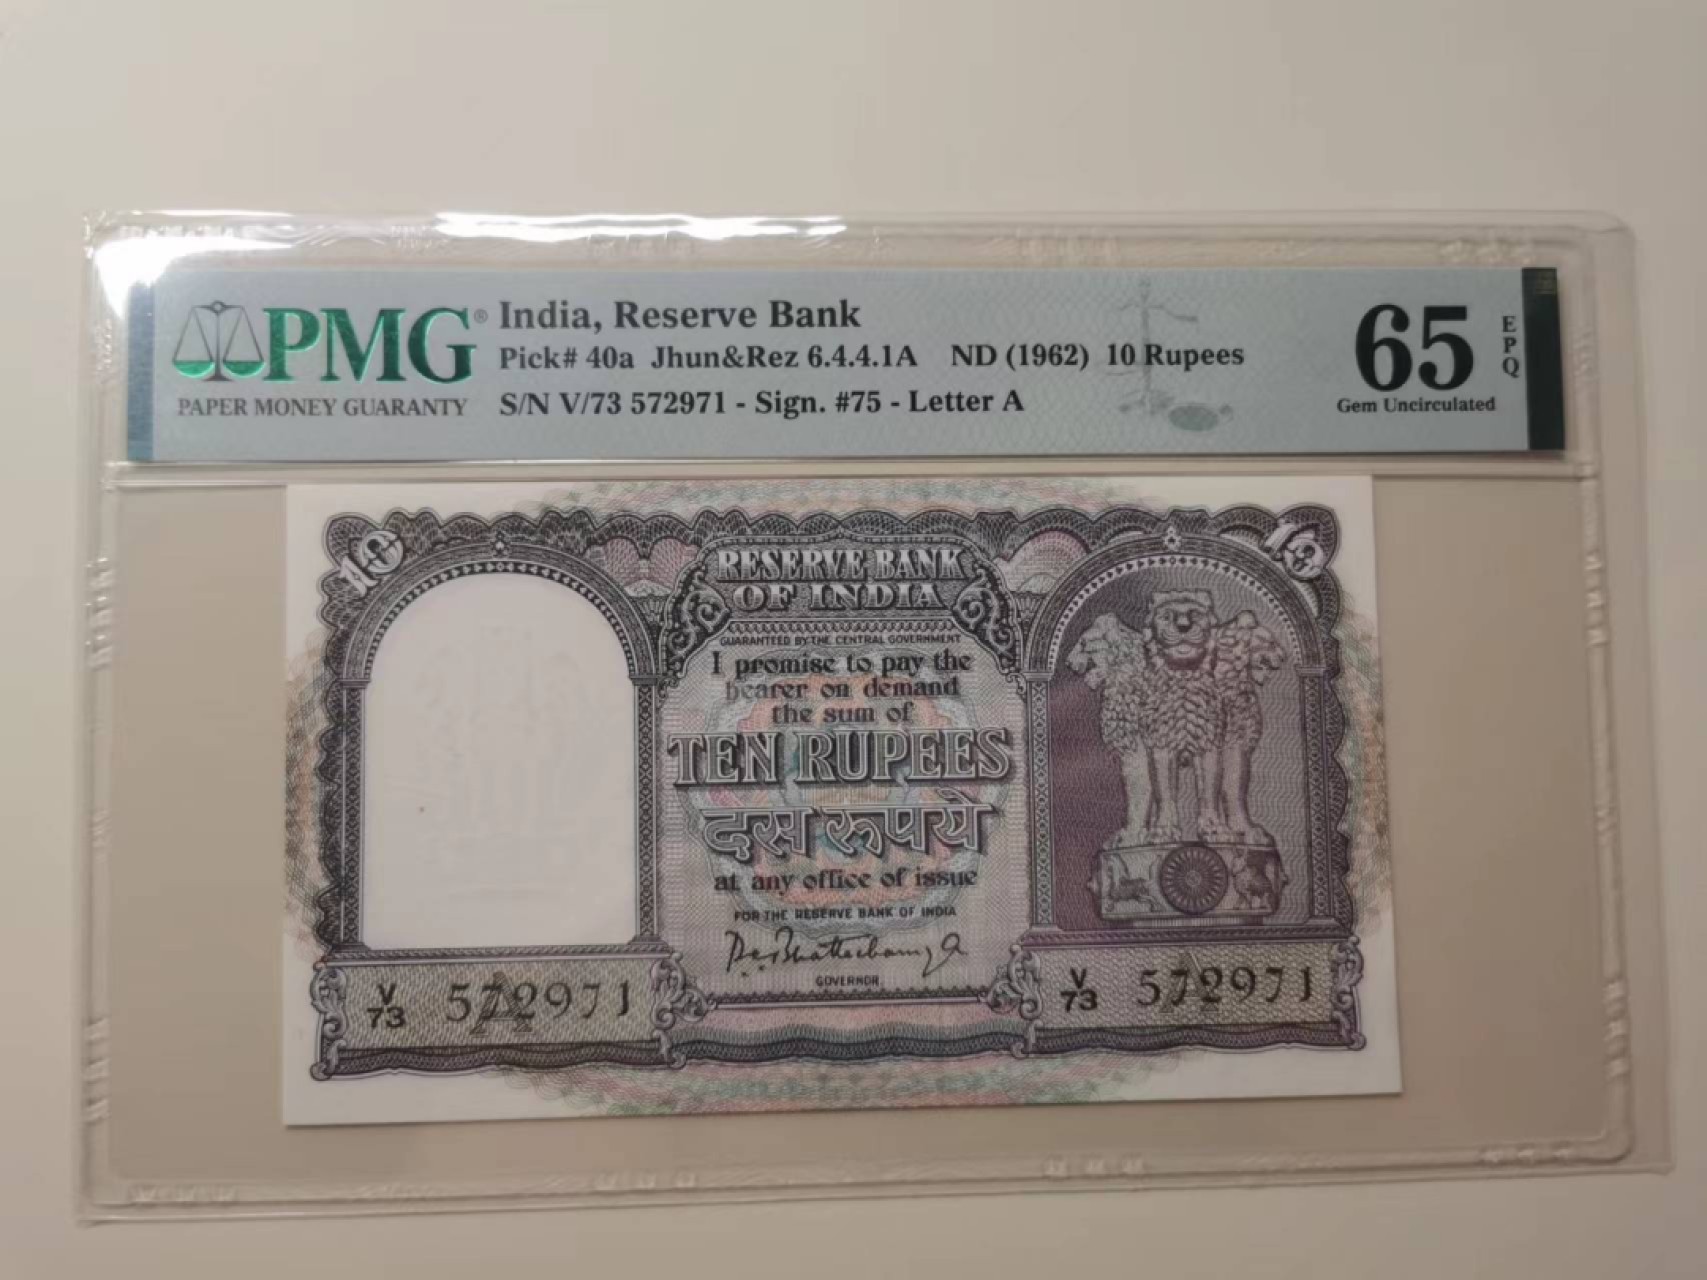 PMG®
PAPER MONEY GUARANTY
India, Reserve Bank
Pick# 40a Jhun&Rez 6.4.4.1A ND (1962) 10 Rupees
S/N V/73 572971 - Sign. #75 - Letter A
65
EPQ
Gem Uncirculated
10
10
RESERVE BANK
OF INDIA
GUARANTEED BY THE CENTRAL GOVERNMENT
I promise to pay the
bearer on demand
the sum of
TEN RUPEES
दस रुपये
at any office of issue
FOR THE RESERVE BANK OF INDIA
GOVERNOR
V
73 572971
A
V
73 572971
A